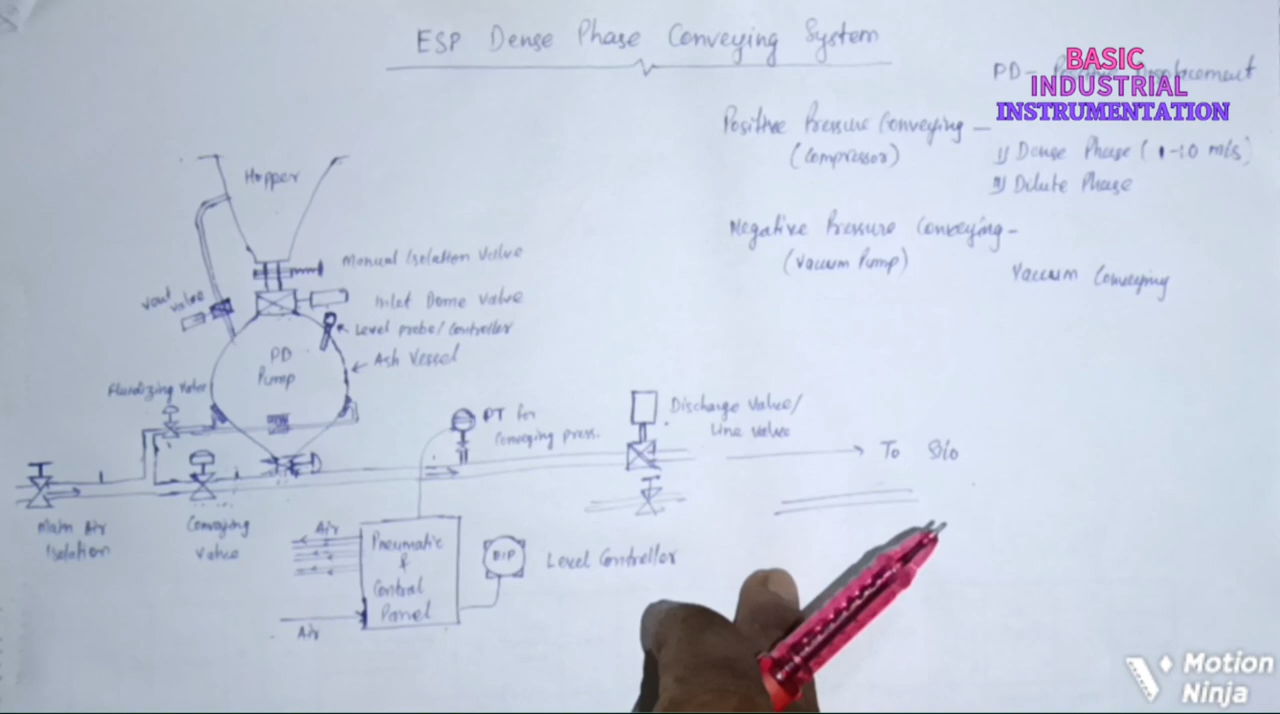 ESP Dense Phase Conveying System
BASIC
INDUSTRIAL
INSTRUMENTATION
PD - Positive Displacement
Positive Pressure Conveying -
(Compressor)
i) Dense Phase (1-10 m/s)
ii) Dilute Phase
Negative Pressure Conveying -
(Vacuum Pump)
Vacuum Conveying
Hopper
Manual Isolation Valve
Vent
Valve
Inlet Dome Valve
Level probe/Controller
Ash Vessel
PD
Pump
Fluidizing Valve
PT for
Conveying press.
Discharge Valve/
Line Valve
To Silo
Main Air
Isolation
Conveying
Valve
Air
Pneumatic
&
Control
Panel
Air
Level Controller
Motion
Ninja